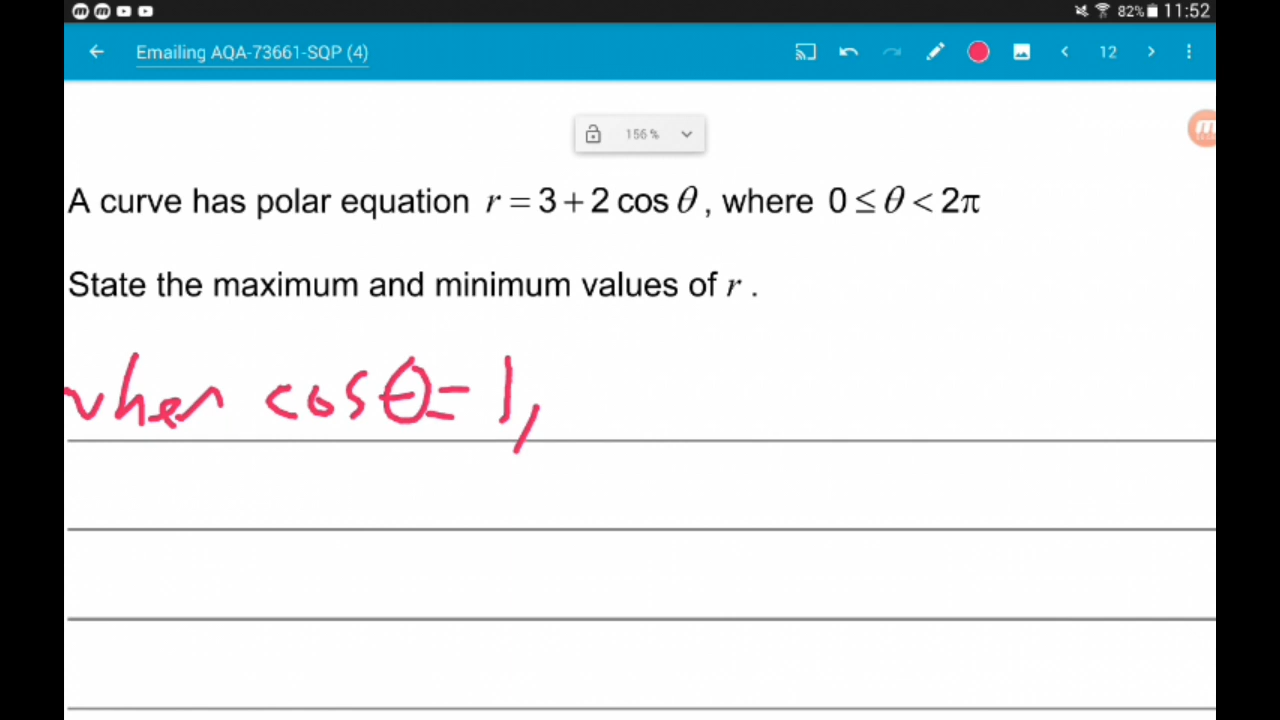 82% 11:52
Emailing AQA-73661-SQP (4)
12
156 %
A curve has polar equation r = 3 + 2 cos θ , where 0 ≤ θ < 2π
State the maximum and minimum values of r .
when cosθ = 1,